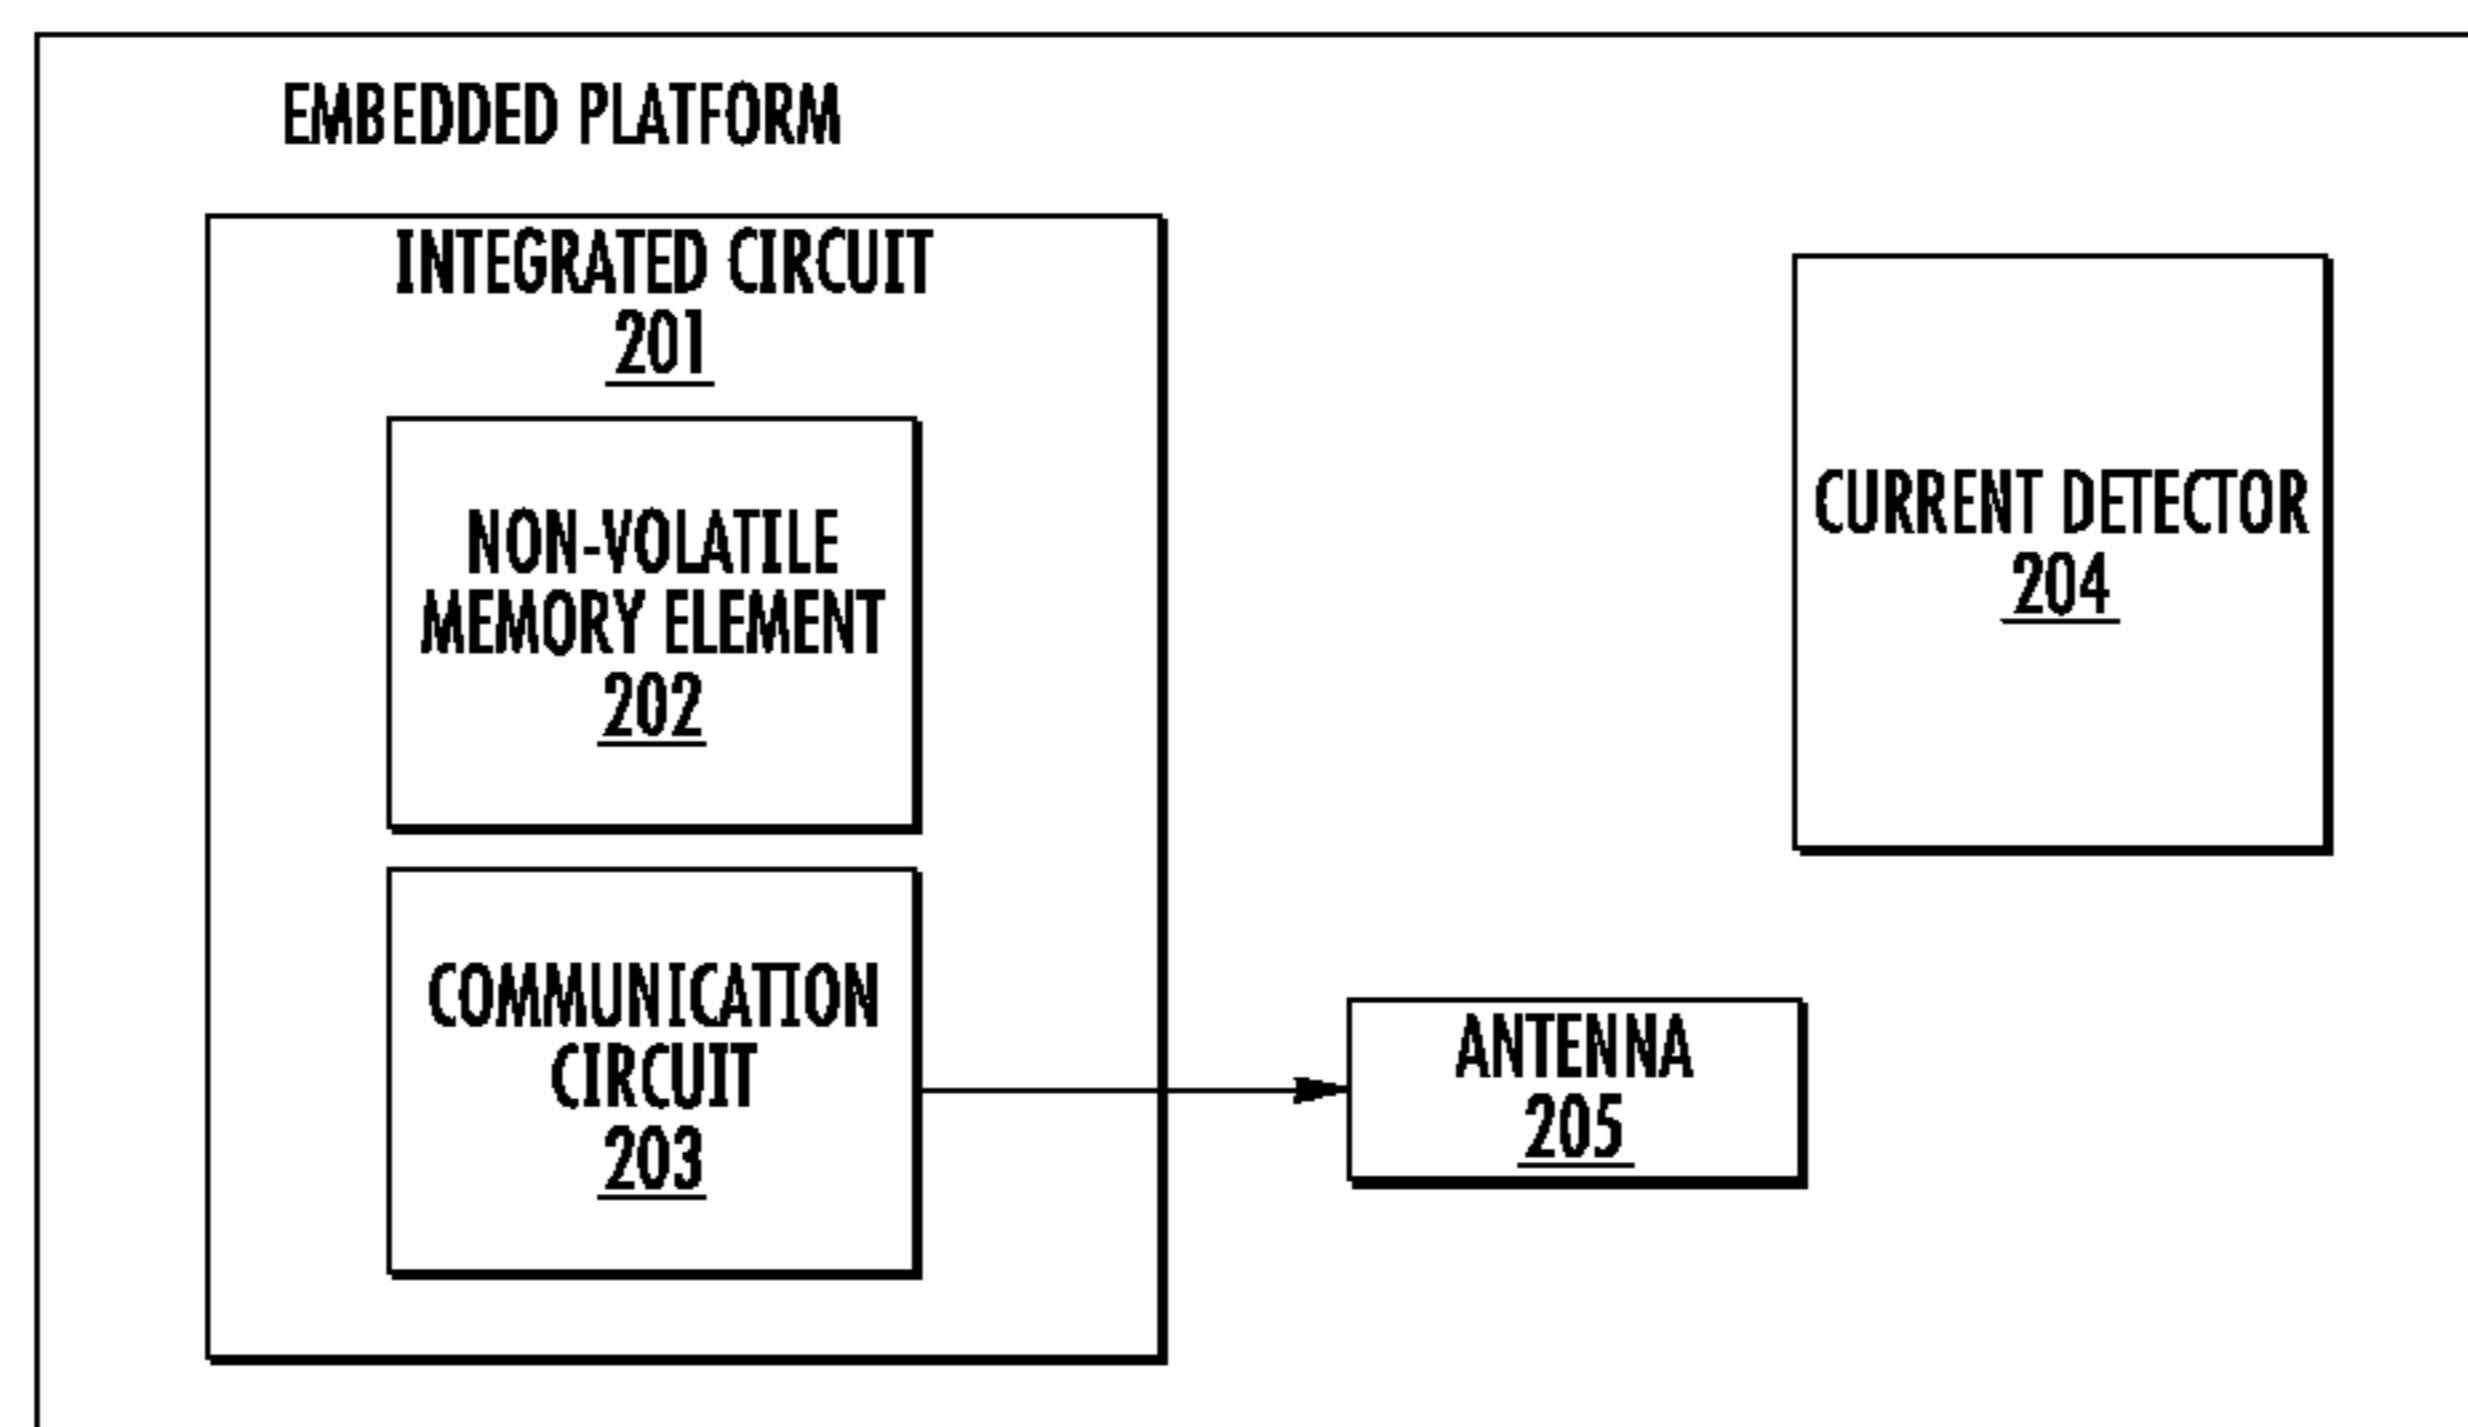 EMBEDDED PLATFORM
INTEGRATED CIRCUIT
201
NON-VOLATILE
MEMORY ELEMENT
202
COMMUNICATION
CIRCUIT
203
CURRENT DETECTOR
204
ANTENNA
205